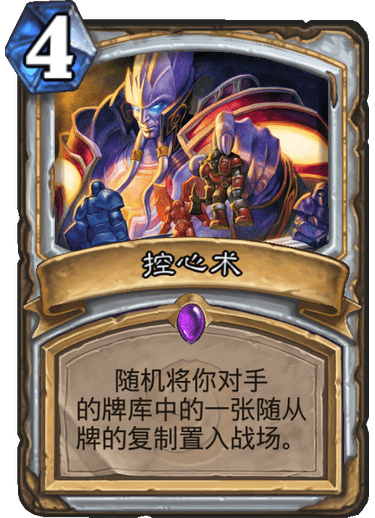 4
控心术
随机将你对手
的牌库中的一张随从
牌的复制置入战场。